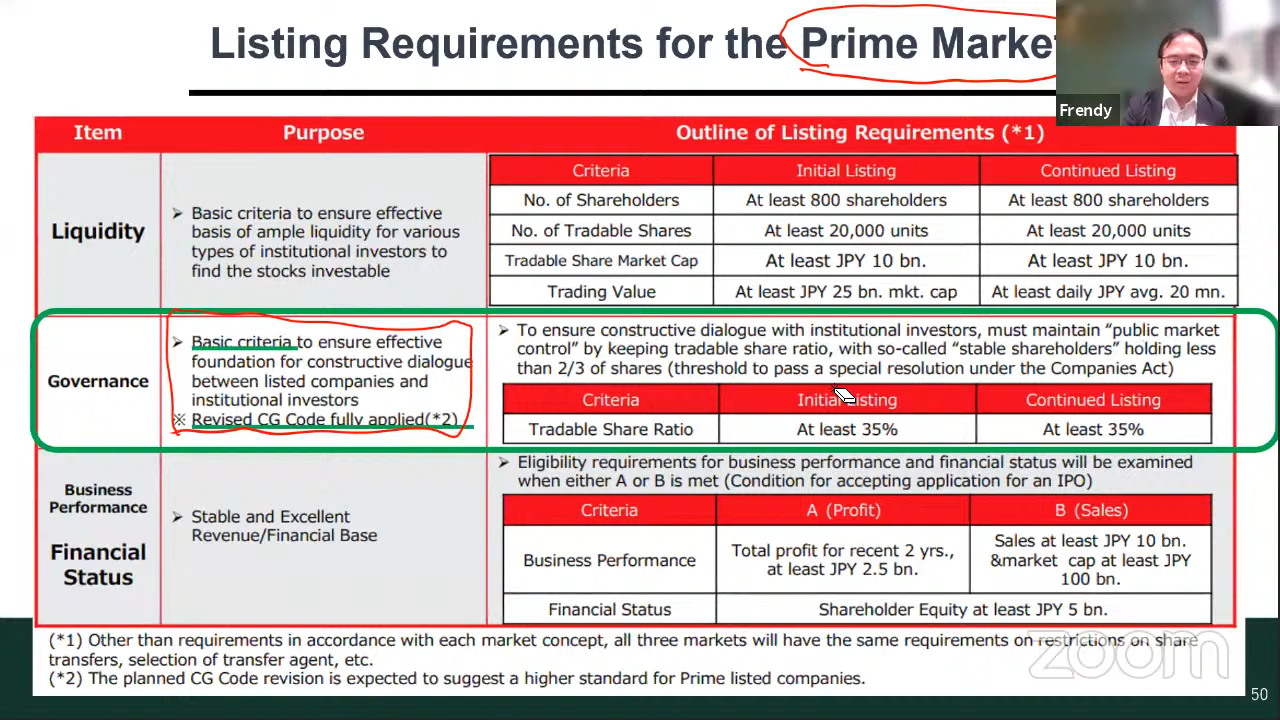 Listing Requirements for the Prime Market
Frendy
Item
Purpose
Outline of Listing Requirements (*1)
Liquidity
➢ Basic criteria to ensure effective
basis of ample liquidity for various
types of institutional investors to
find the stocks investable
Criteria
Initial Listing
Continued Listing
No. of Shareholders
At least 800 shareholders
At least 800 shareholders
No. of Tradable Shares
At least 20,000 units
At least 20,000 units
Tradable Share Market Cap
At least JPY 10 bn.
At least JPY 10 bn.
Trading Value
At least JPY 25 bn. mkt. cap
At least daily JPY avg. 20 mn.
Governance
➢ Basic criteria to ensure effective
foundation for constructive dialogue
between listed companies and
institutional investors
※ Revised CG Code fully applied(*2)
➢ To ensure constructive dialogue with institutional investors, must maintain “public market
control” by keeping tradable share ratio, with so-called “stable shareholders” holding less
than 2/3 of shares (threshold to pass a special resolution under the Companies Act)
Criteria
Initial Listing
Continued Listing
Tradable Share Ratio
At least 35%
At least 35%
Business
Performance
Financial
Status
➢ Stable and Excellent
Revenue/Financial Base
➢ Eligibility requirements for business performance and financial status will be examined
when either A or B is met (Condition for accepting application for an IPO)
Criteria
A (Profit)
B (Sales)
Business Performance
Total profit for recent 2 yrs.,
at least JPY 2.5 bn.
Sales at least JPY 10 bn.
&market cap at least JPY
100 bn.
Financial Status
Shareholder Equity at least JPY 5 bn.
(*1) Other than requirements in accordance with each market concept, all three markets will have the same requirements on restrictions on share
transfers, selection of transfer agent, etc.
(*2) The planned CG Code revision is expected to suggest a higher standard for Prime listed companies.
zoom
50